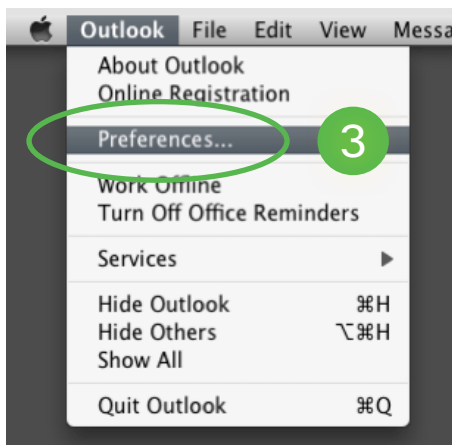 Outlook File Edit View Messa
About Outlook
Online Registration
Preferences...
3
Work Offline
Turn Off Office Reminders
Services
Hide Outlook ⌘H
Hide Others ⌥⌘H
Show All
Quit Outlook ⌘Q